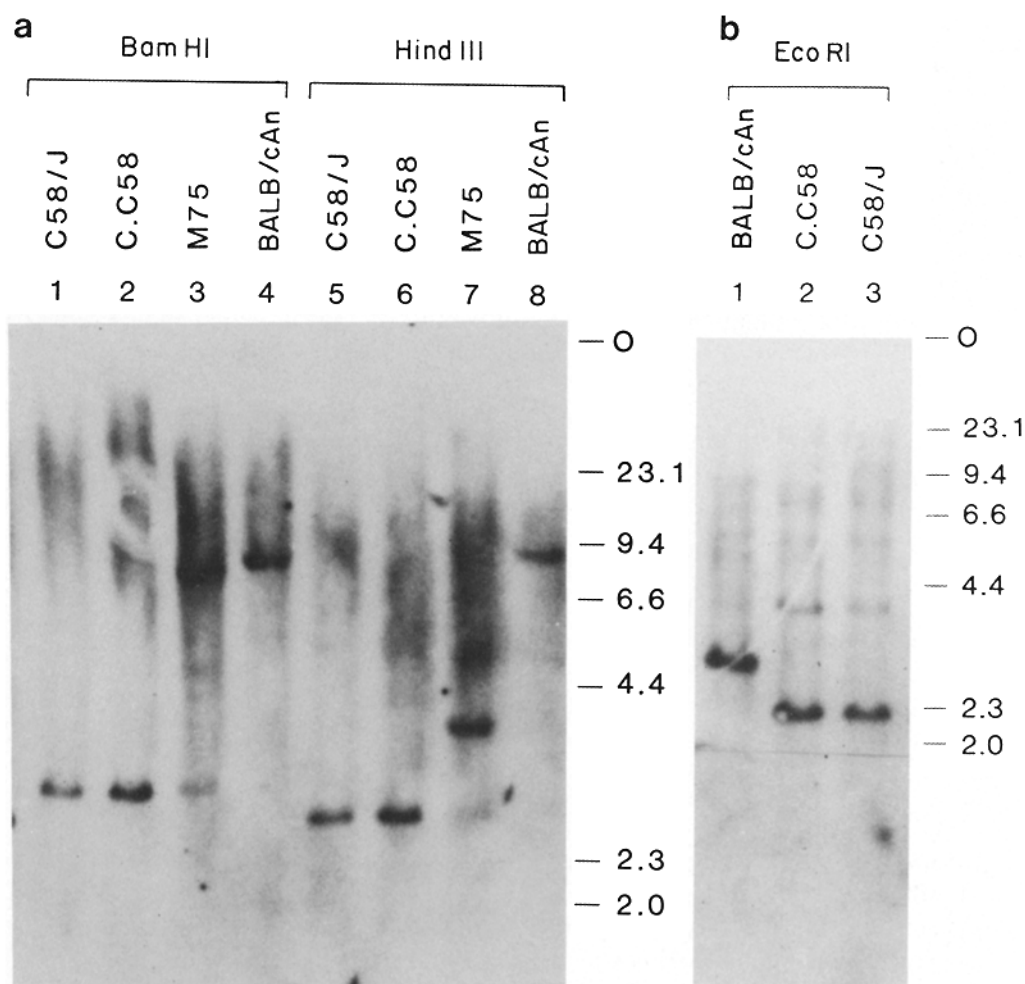 a
Bam HI
Hind III
C58/J
C.C58
M75
BALB/cAn
C58/J
C.C58
M75
BALB/cAn
1 2 3 4 5 6 7 8
O
23.1
9.4
6.6
4.4
2.3
2.0
b
Eco RI
BALB/cAn
C.C58
C58/J
1 2 3
O
23.1
9.4
6.6
4.4
2.3
2.0